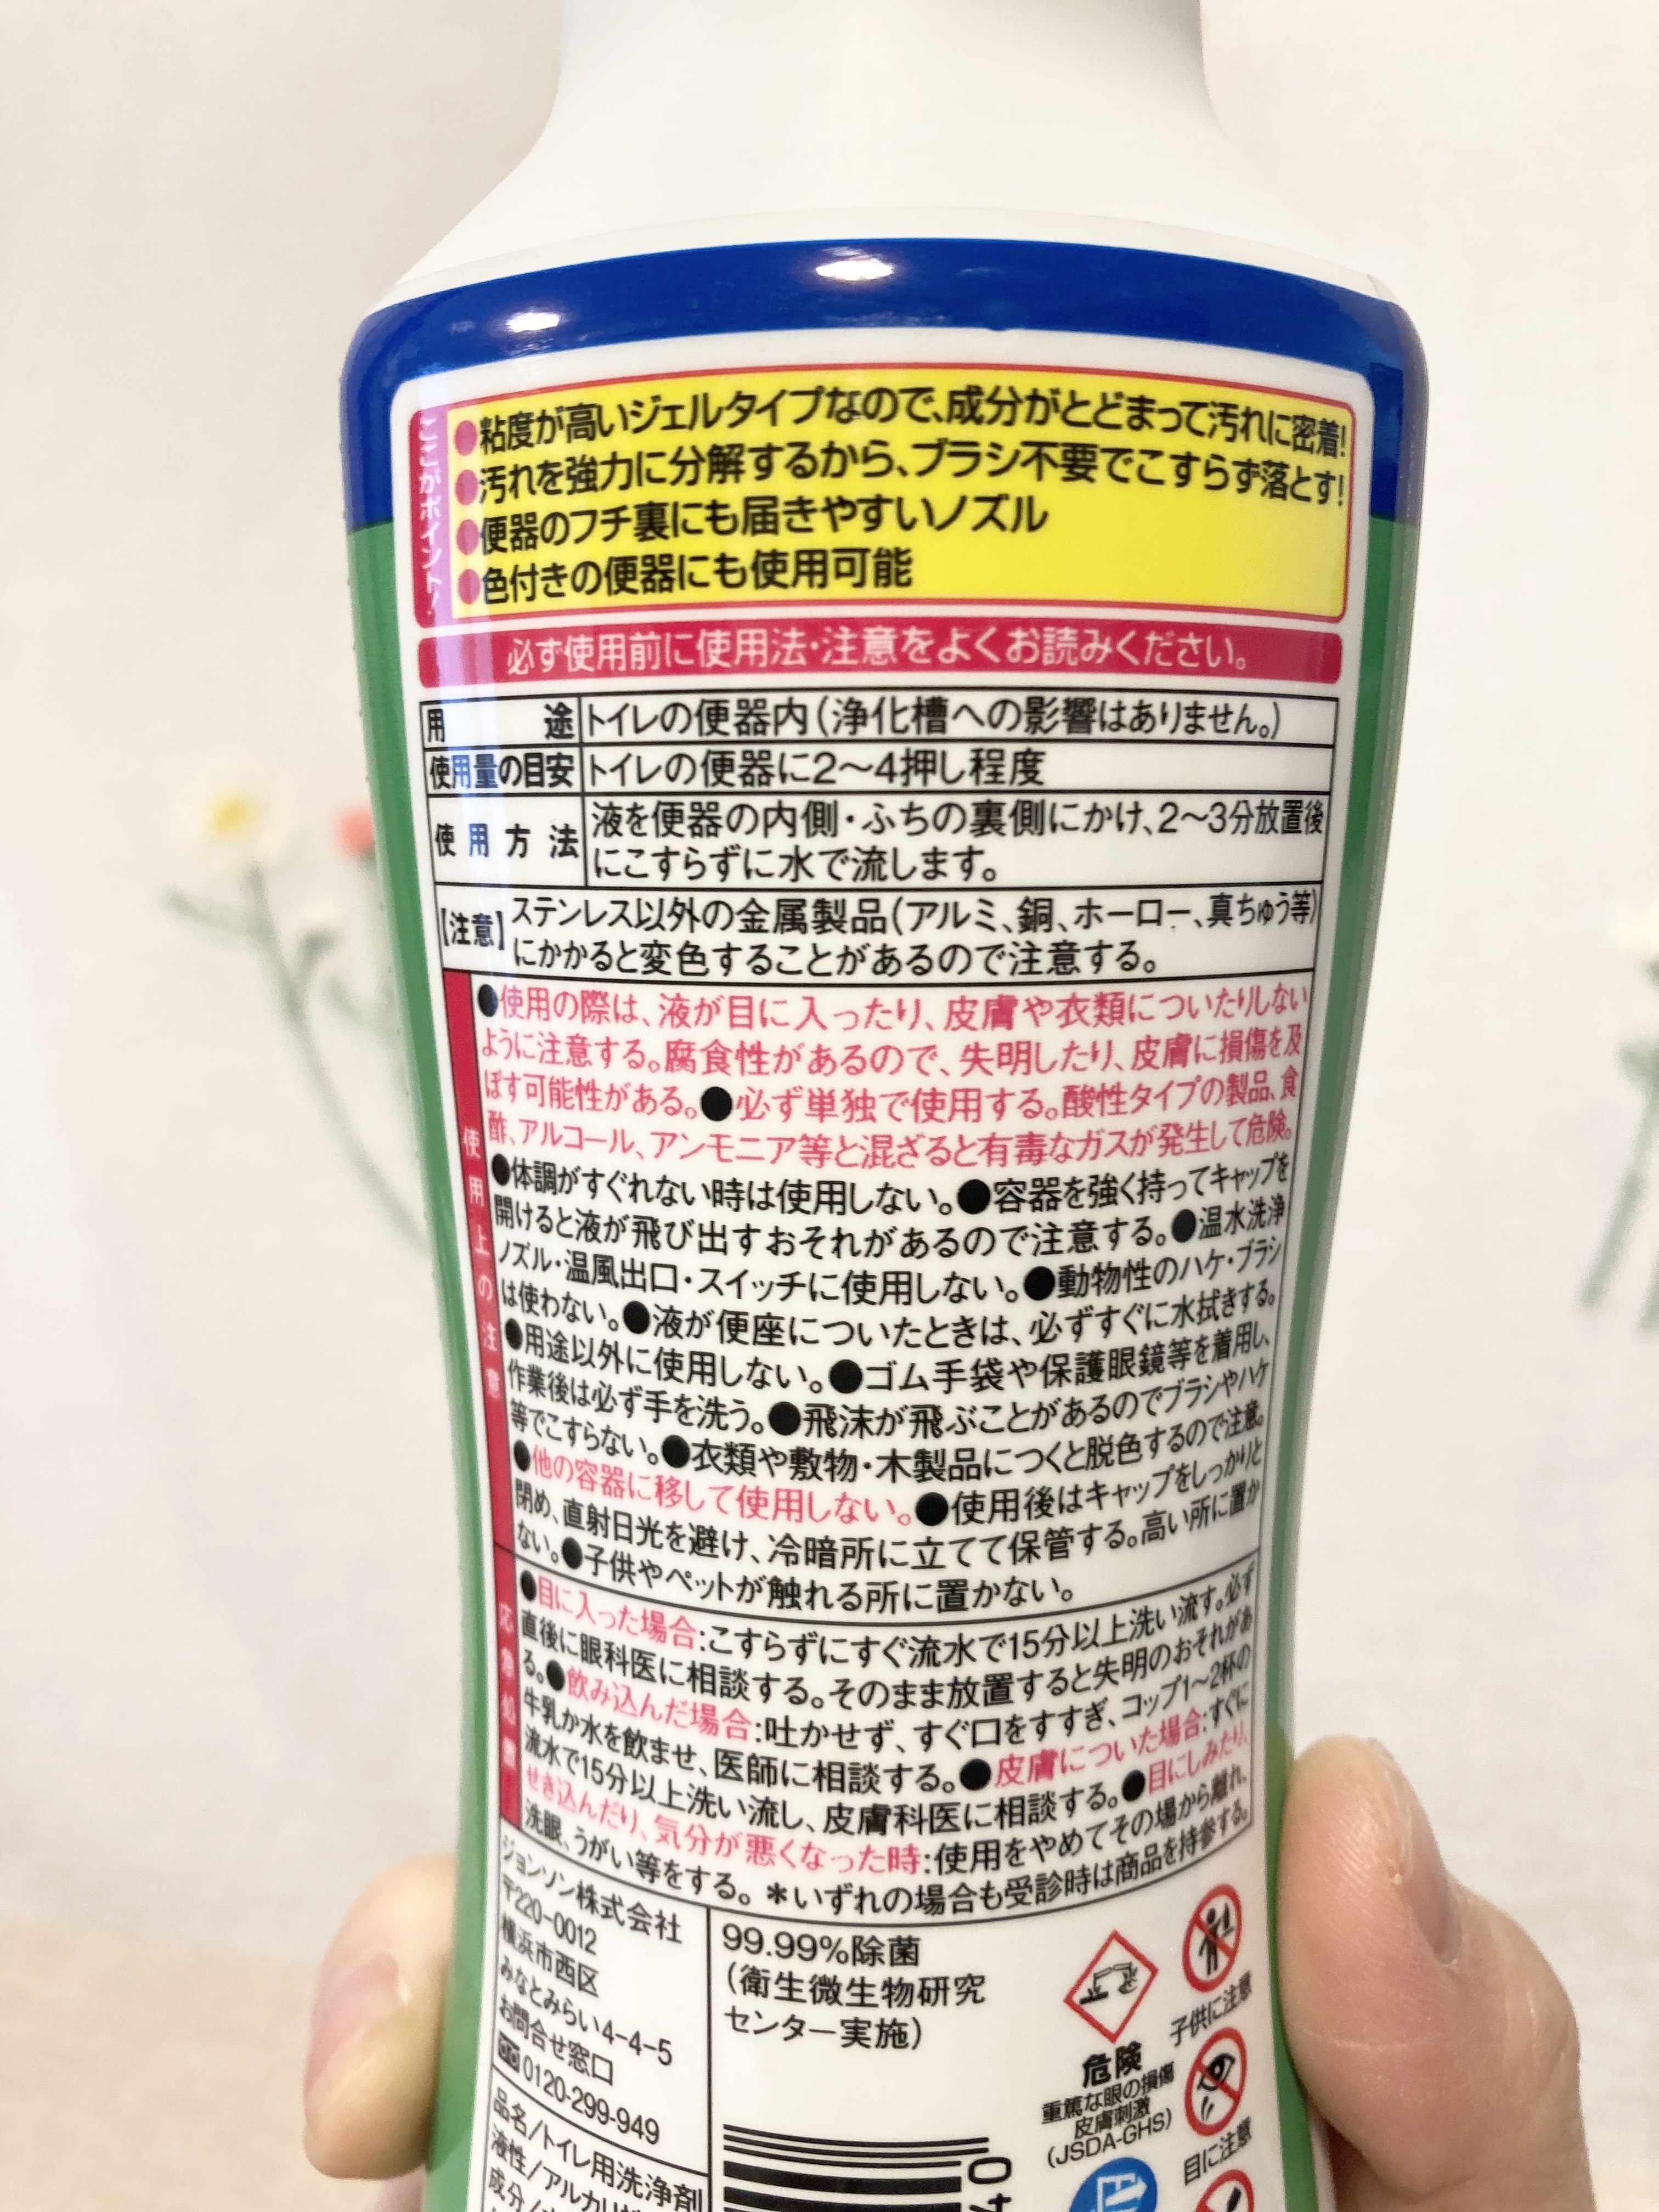 ここがポイント!
●粘度が高いジェルタイプなので、成分がとどまって汚れに密着!
●汚れを強力に分解するから、ブラシ不要でこすらず落とす!
●便器のフチ裏にも届きやすいノズル
●色付きの便器にも使用可能
必ず使用前に使用法・注意をよくお読みください。
用途 トイレの便器内(浄化槽への影響はありません。)
使用量の目安 トイレの便器に2〜4押し程度
使用方法 液を便器の内側・ふちの裏側にかけ、2〜3分放置後
にこすらずに水で流します。
【注意】ステンレス以外の金属製品(アルミ、銅、ホーロー、真ちゅう等)
にかかると変色することがあるので注意する。
使用上の注意
●使用の際は、液が目に入ったり、皮膚や衣類についたりしない
ように注意する。腐食性があるので、失明したり、皮膚に損傷を及
ぼす可能性がある。●必ず単独で使用する。酸性タイプの製品、食
酢、アルコール、アンモニア等と混ざると有毒なガスが発生して危険。
●体調がすぐれない時は使用しない。●容器を強く持ってキャップを
開けると液が飛び出すおそれがあるので注意する。●温水洗浄
ノズル・温風出口・スイッチに使用しない。●動物性のハケ・ブラシ
は使わない。●液が便座についたときは、必ずすぐに水拭きする。
●用途以外に使用しない。●ゴム手袋や保護眼鏡等を着用し、
作業後は必ず手を洗う。●飛沫が飛ぶことがあるのでブラシやハケ
等でこすらない。●衣類や敷物・木製品につくと脱色するので注意。
●他の容器に移して使用しない。●使用後はキャップをしっかりと
閉め、直射日光を避け、冷暗所に立てて保管する。高い所に置か
ない。●子供やペットが触れる所に置かない。
応急処置
●目に入った場合:こすらずにすぐ流水で15分以上洗い流す。必ず
直後に眼科医に相談する。そのまま放置すると失明のおそれがあ
る。●飲み込んだ場合:吐かせず、すぐ口をすすぎ、コップ1〜2杯の
牛乳か水を飲ませ、医師に相談する。●皮膚についた場合:すぐに
流水で15分以上洗い流し、皮膚科医に相談する。●目にしみたり、
せき込んだり、気分が悪くなった時:使用をやめてその場から離れ、
洗眼、うがい等をする。*いずれの場合も受診時は商品を持参する。
ジョンソン株式会社
〒220-0012
横浜市西区
みなとみらい4-4-5
お問合せ窓口
0120-299-949
品名/トイレ用洗浄剤
液性/アルカリ
成分/
99.99%除菌
(衛生微生物研究
センター実施)
危険
重篤な眼の損傷
皮膚刺激
(JSDA-GHS)
子供に注意
目に注意